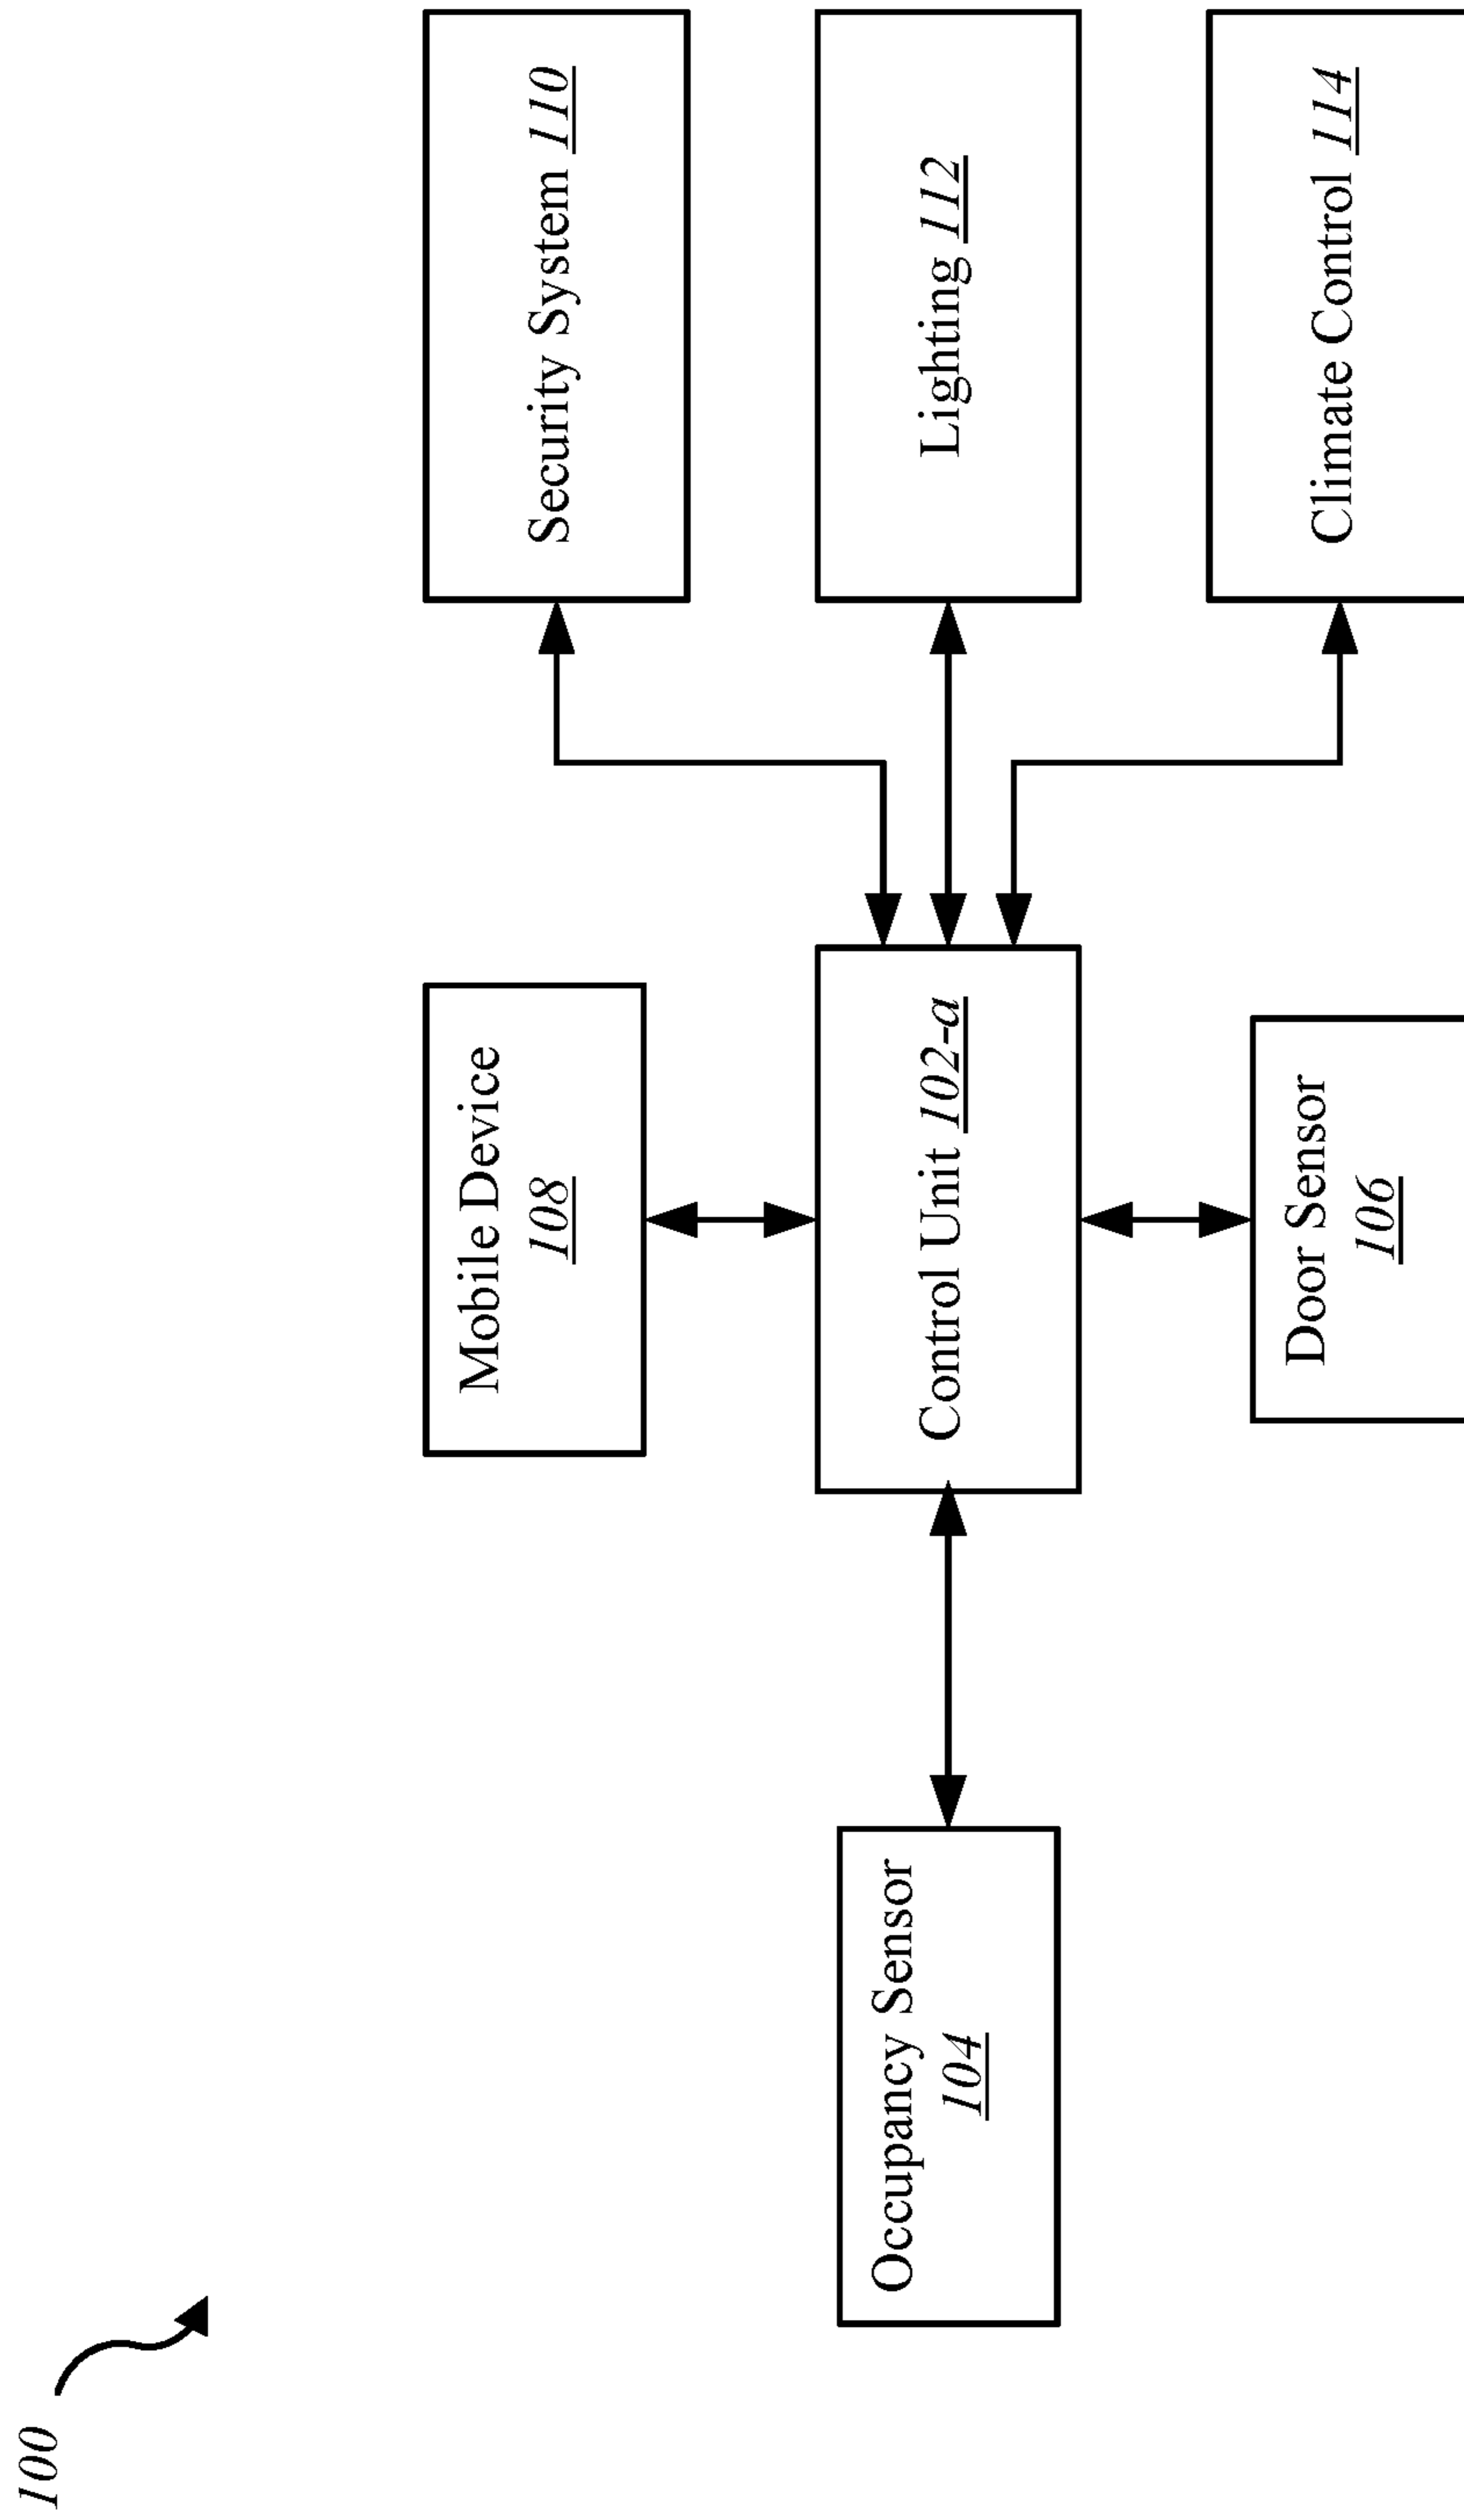 100
Mobile Device
108
Security System 110
Occupancy Sensor
104
Control Unit 102-a
Lighting 112
Door Sensor
106
Climate Control 114